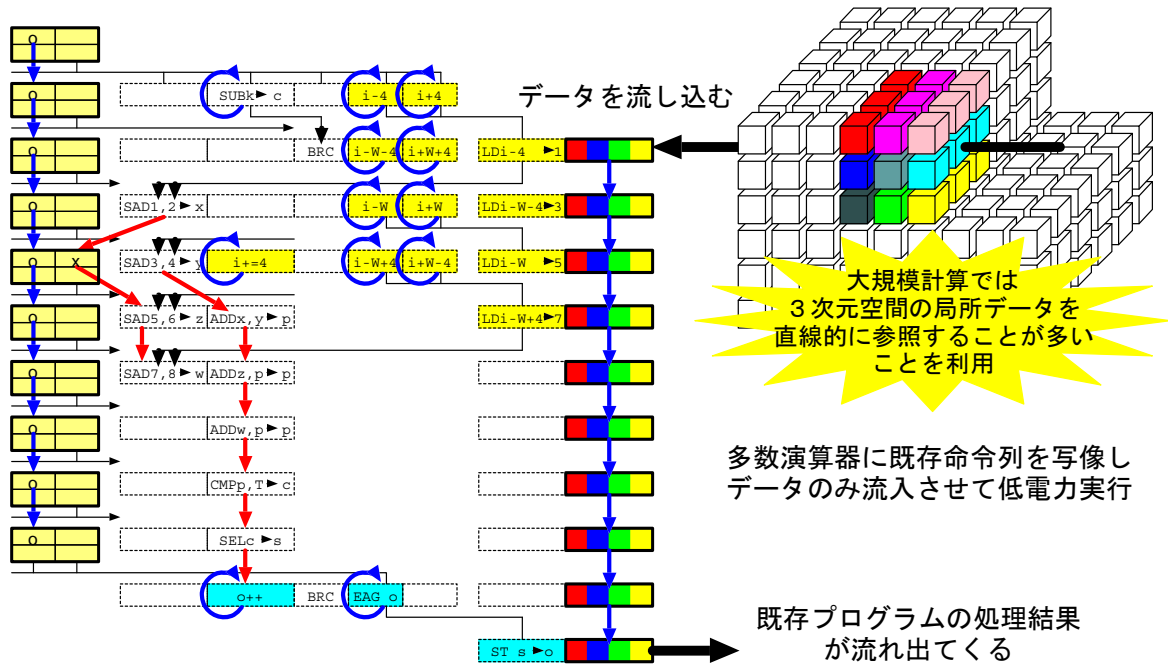 o
SUBk c i-4 i+4
データを流し込む
o
BRC i-W-4 i+W+4 LDi-4 1
o
SAD1,2 x i-W i+W LDi-W-4 3
o
o x SAD3,4 y i+=4 i-W+4 i+W-4 LDi-W 5
SAD5,6 z ADDx,y p LDi-W+4 7
o
SAD7,8 w ADDz,p p
o
ADDw,p p
o
CMPp,T c
o
SELc s
o
o++ BRC EAG o
ST s o
大規模計算では
3次元空間の局所データを
直線的に参照することが多い
ことを利用
多数演算器に既存命令列を写像し
データのみ流入させて低電力実行
既存プログラムの処理結果
が流れ出てくる